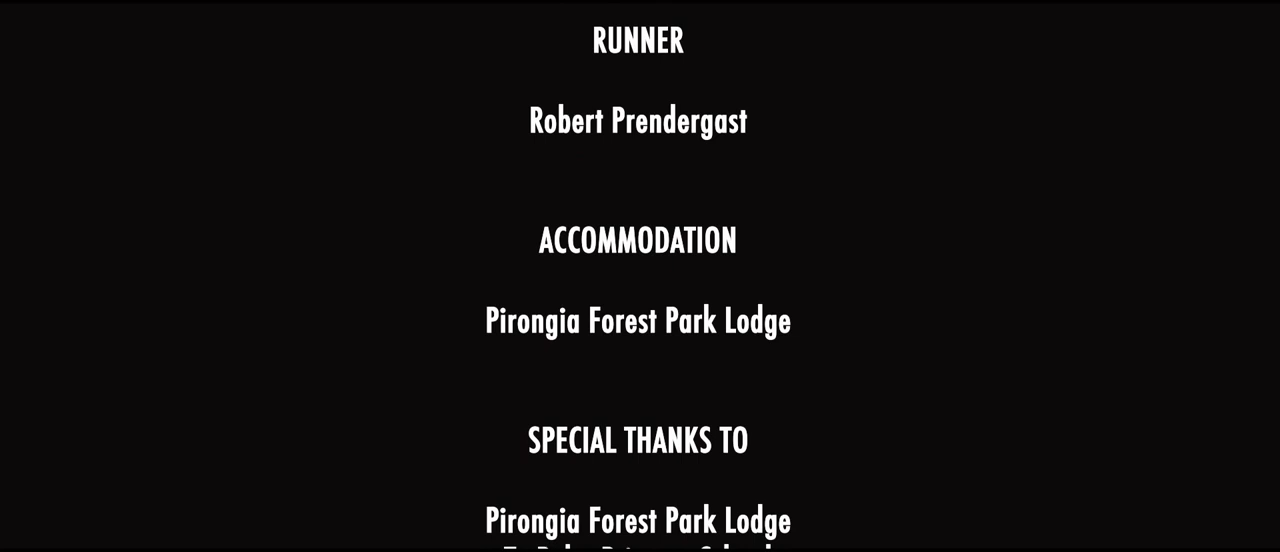 RUNNER
Robert Prendergast
ACCOMMODATION
Pirongia Forest Park Lodge
SPECIAL THANKS TO
Pirongia Forest Park Lodge